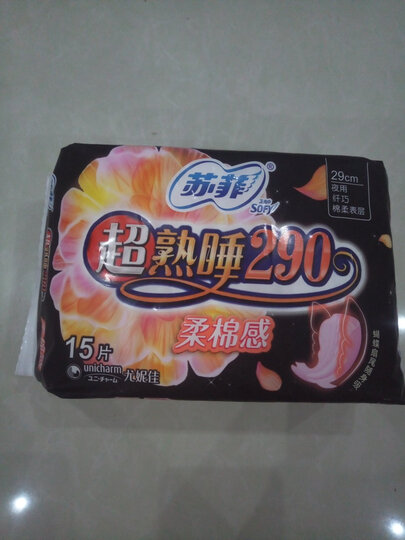 苏菲®
SOFY
29cm
夜用
纤巧
棉柔表层
超熟睡290
柔棉感
15片
unicharm
ユニ・チャーム
尤妮佳